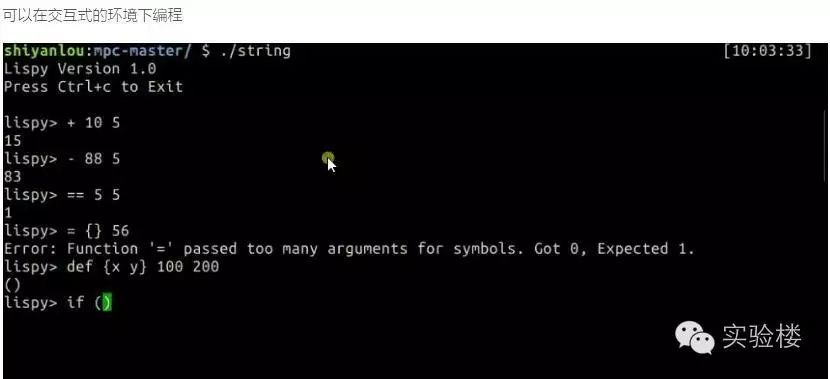 可以在交互式的环境下编程
shiyanlou:mpc-master/ $ ./string [10:03:33]
Lispy Version 1.0
Press Ctrl+c to Exit
lispy> + 10 5
15
lispy> - 88 5
83
lispy> == 5 5
1
lispy> = {} 56
Error: Function '=' passed too many arguments for symbols. Got 0, Expected 1.
lispy> def {x y} 100 200
()
lispy> if ()
实验楼